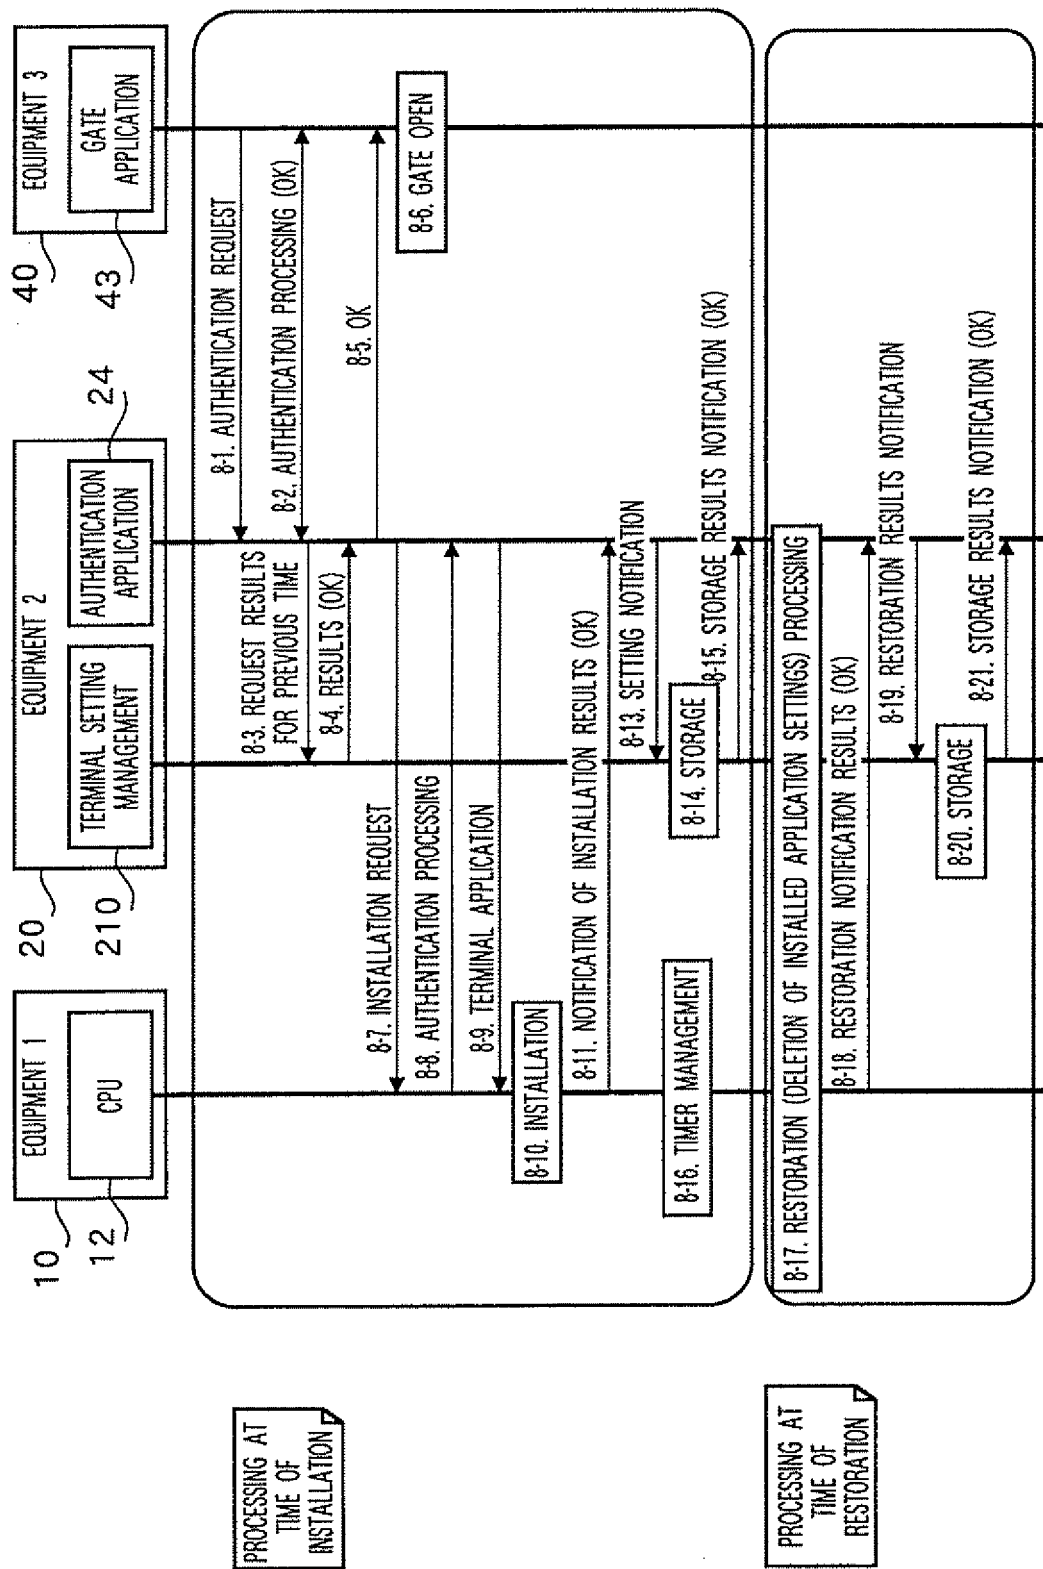 EQUIPMENT 1
CPU
10
12
EQUIPMENT 2
TERMINAL SETTING
MANAGEMENT
AUTHENTICATION
APPLICATION
20
210
24
EQUIPMENT 3
GATE
APPLICATION
40
43
PROCESSING AT
TIME OF
INSTALLATION
8-1. AUTHENTICATION REQUEST
8-2. AUTHENTICATION PROCESSING (OK)
8-3. REQUEST RESULTS
FOR PREVIOUS TIME
8-4. RESULTS (OK)
8-5. OK
8-6. GATE OPEN
8-7. INSTALLATION REQUEST
8-8. AUTHENTICATION PROCESSING
8-9. TERMINAL APPLICATION
8-10. INSTALLATION
8-11. NOTIFICATION OF INSTALLATION RESULTS (OK)
8-13. SETTING NOTIFICATION
8-14. STORAGE
8-15. STORAGE RESULTS NOTIFICATION (OK)
8-16. TIMER MANAGEMENT
PROCESSING AT
TIME OF
RESTORATION
8-17. RESTORATION (DELETION OF INSTALLED APPLICATION SETTINGS) PROCESSING
8-18. RESTORATION NOTIFICATION RESULTS (OK)
8-19. RESTORATION RESULTS NOTIFICATION
8-20. STORAGE
8-21. STORAGE RESULTS NOTIFICATION (OK)